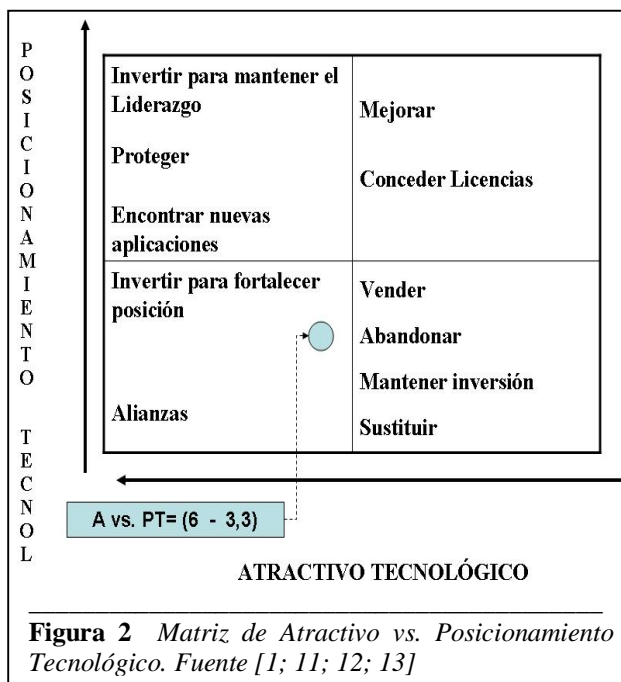 POSICIONAMIENTO TECNOL
Invertir para mantener el
Liderazgo
Proteger
Encontrar nuevas
aplicaciones
Mejorar
Conceder Licencias
Invertir para fortalecer
posición
Alianzas
Vender
Abandonar
Mantener inversión
Sustituir
A vs. PT= (6 - 3,3)
ATRACTIVO TECNOLÓGICO
Figura 2 Matriz de Atractivo vs. Posicionamiento
Tecnológico. Fuente [1; 11; 12; 13]